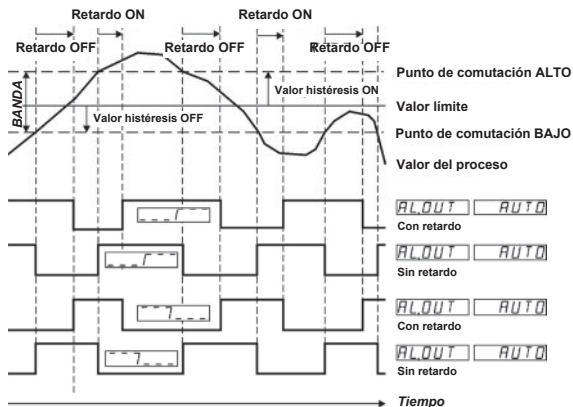 Retardo ON
Retardo ON
Retardo OFF
Retardo OFF
Retardo OFF
Punto de comutación ALTO
Valor histéresis ON
BANDA
Valor límite
Valor histéresis OFF
Punto de comutación BAJO
Valor del proceso
AL.OUT AUTO
Con retardo
AL.OUT AUTO
Sin retardo
AL.OUT AUTO
Con retardo
AL.OUT AUTO
Sin retardo
Tiempo